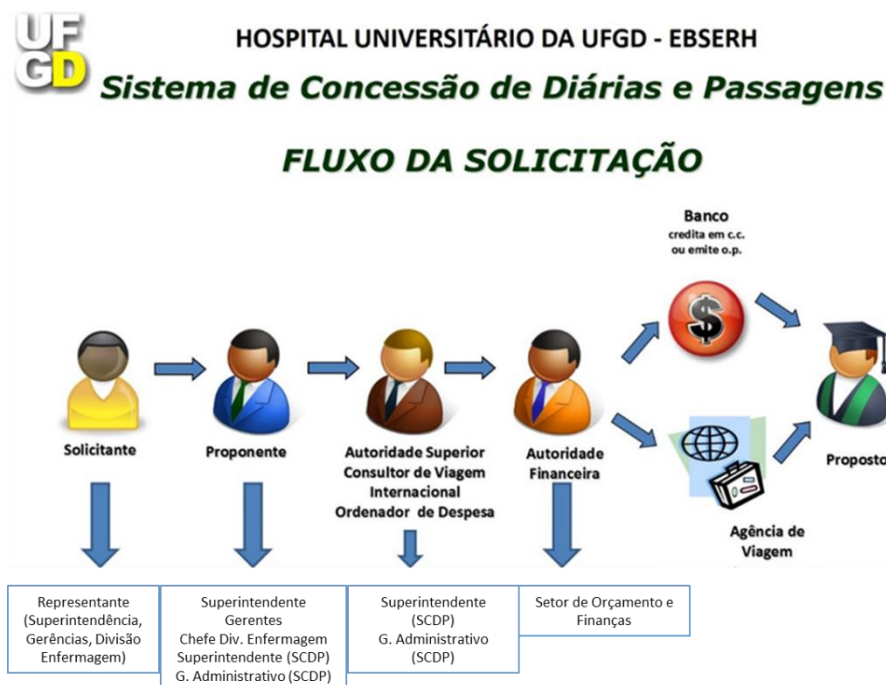 UF
GD
HOSPITAL UNIVERSITÁRIO DA UFGD - EBSERH
Sistema de Concessão de Diárias e Passagens
FLUXO DA SOLICITAÇÃO
Banco
credita em c.c.
ou emite o.p.
$
Solicitante
Proponente
Autoridade Superior
Consultor de Viagem
Internacional
Ordenador de Despesa
Autoridade
Financeira
Proposto
Agência de
Viagem
Representante
(Superintendência,
Gerências, Divisão
Enfermagem)
Superintendente
Gerentes
Chefe Div. Enfermagem
Superintendente (SCDP)
G. Administrativo (SCDP)
Superintendente
(SCDP)
G. Administrativo
(SCDP)
Setor de Orçamento e
Finanças